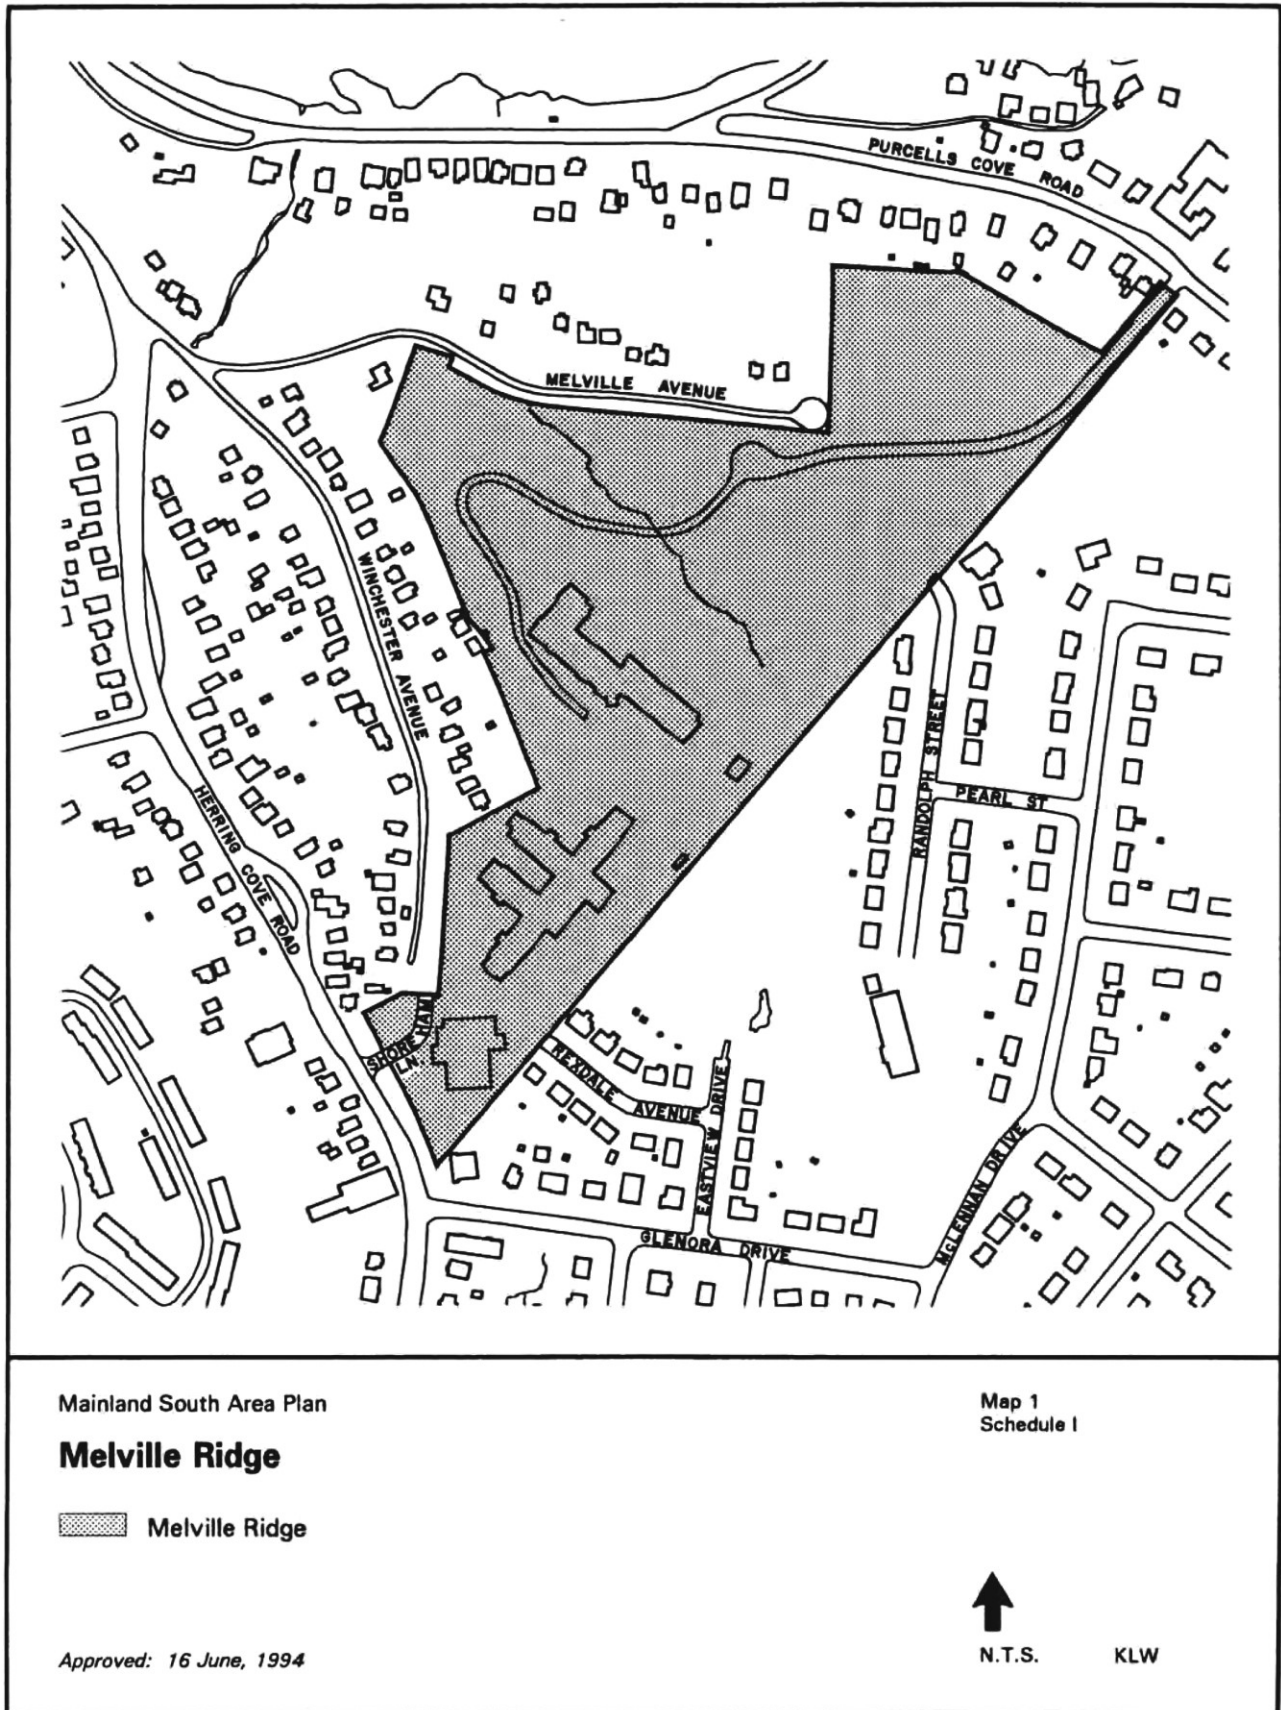 PURCELLS COVE ROAD
MELVILLE AVENUE
WINCHESTER AVENUE
RANDOLPH STREET
PEARL ST
HERRING COVE ROAD
SHOREHAM
LN.
REXDALE AVENUE
EASTVIEW DRIVE
McLENNAN DRIVE
GLENORA DRIVE
Mainland South Area Plan
Map 1
Schedule I
Melville Ridge
Melville Ridge
Approved: 16 June, 1994
N.T.S.
KLW